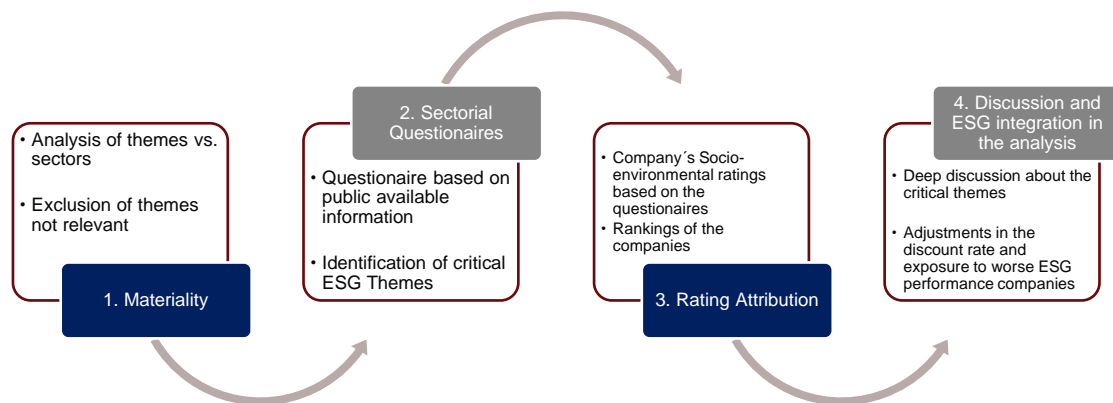 • Analysis of themes vs.
sectors
• Exclusion of themes
not relevant
1. Materiality
2. Sectorial
Questionaires
• Questionaire based on
public available
information
• Identification of critical
ESG Themes
• Company´s Socio-
environmental ratings
based on the
questionaires
• Rankings of the
companies
3. Rating Attribution
4. Discussion and
ESG integration in
the analysis
• Deep discussion about the
critical themes
• Adjustments in the
discount rate and
exposure to worse ESG
performance companies